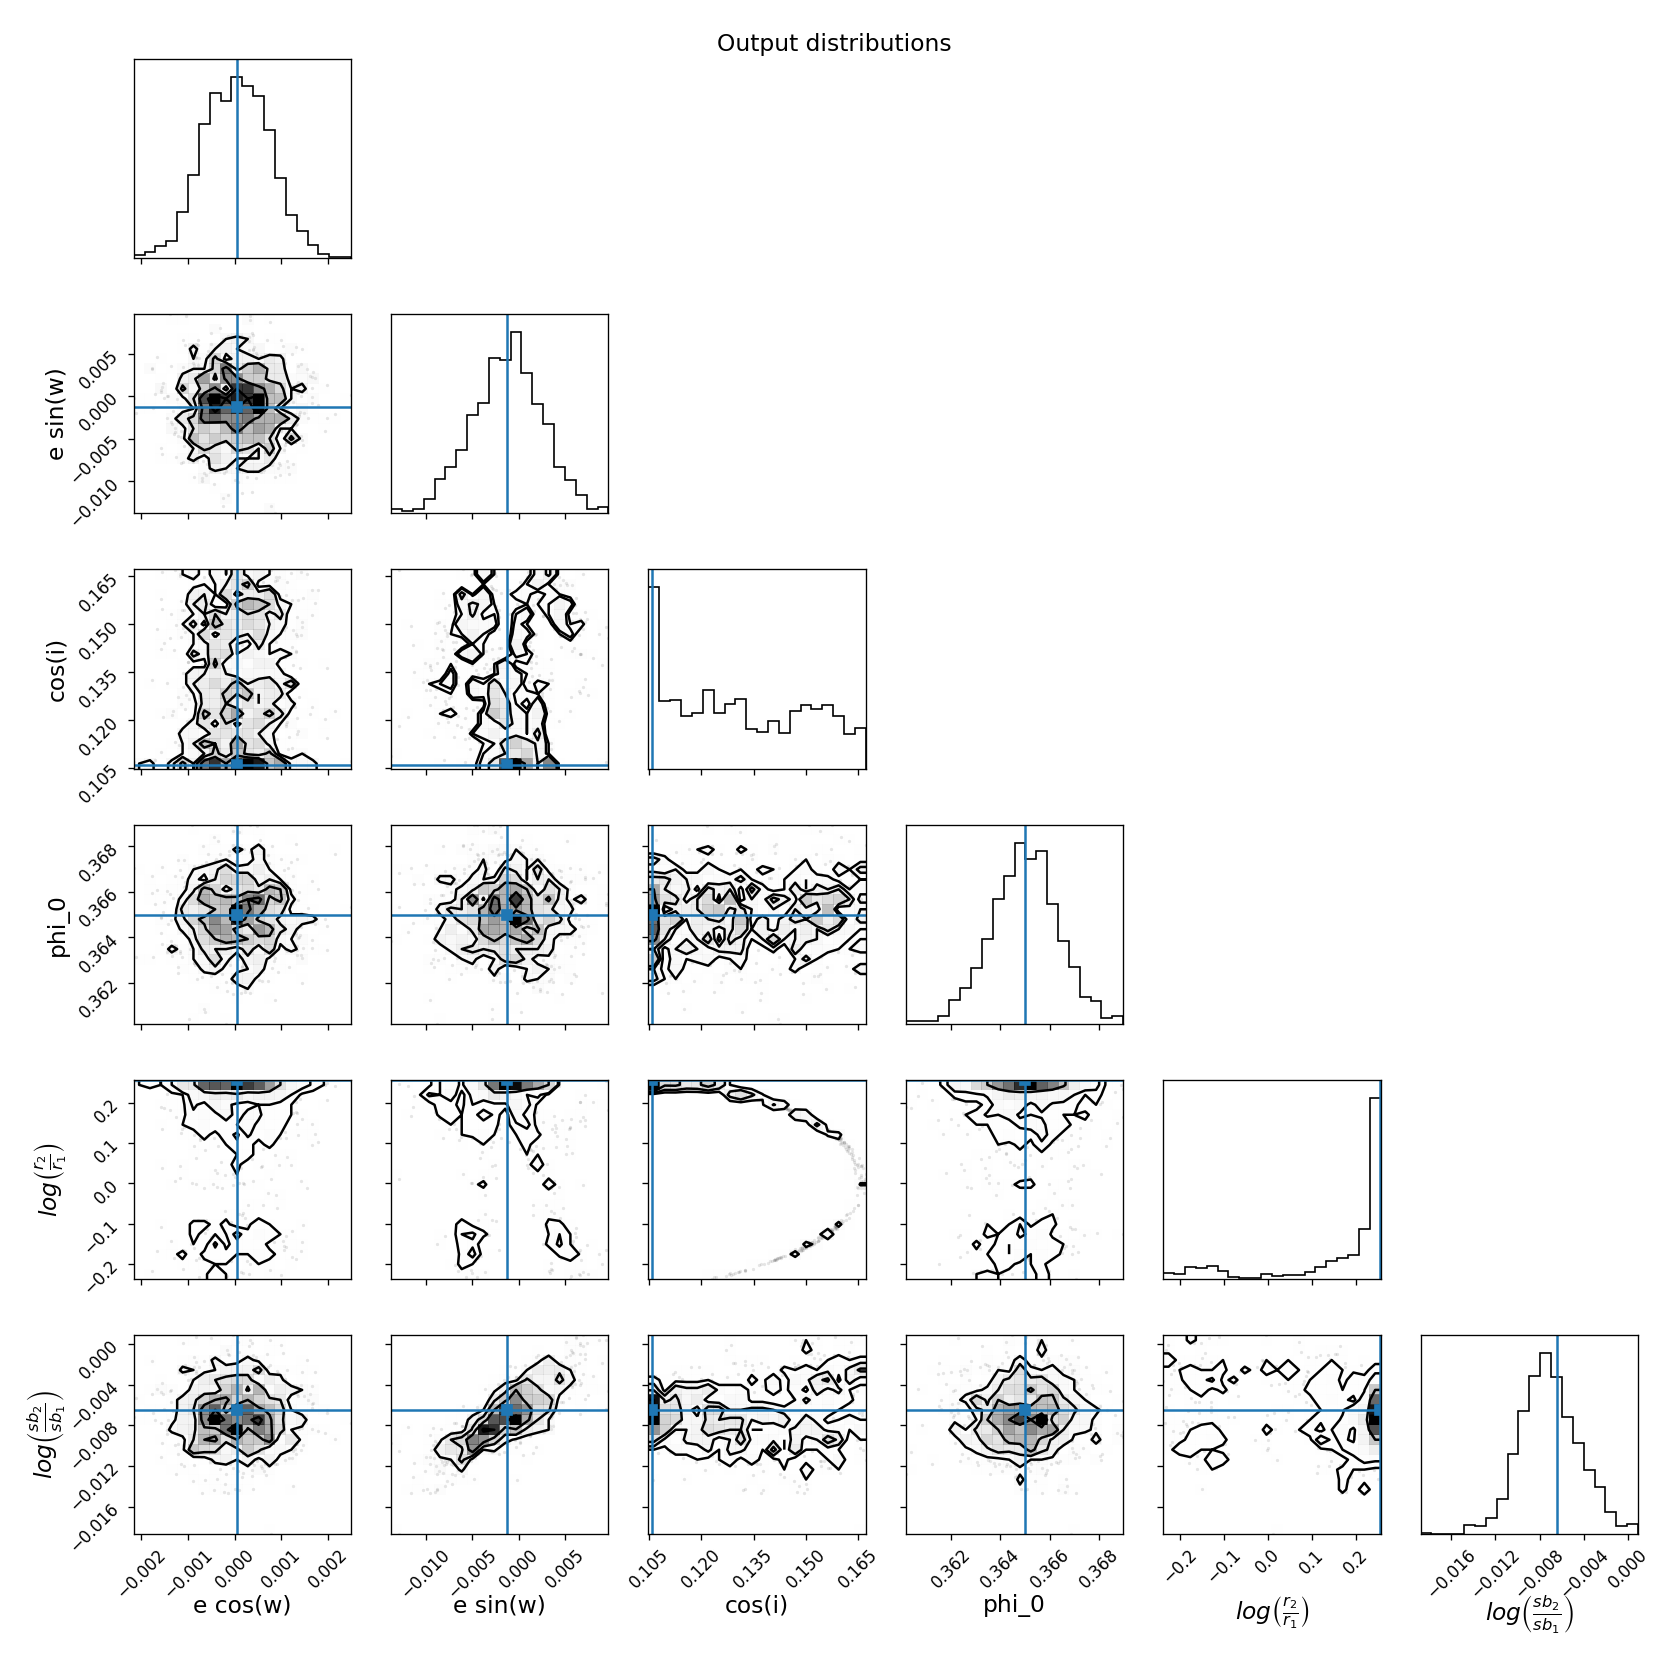 Output distributions
0.005
0.000
−0.005
−0.010
e sin(w)
0.165
0.150
0.135
0.120
0.105
cos(i)
0.368
0.366
0.364
0.362
phi_0
0.2
0.1
0.0
−0.1
−0.2
log(r2/r1)
0.000
−0.004
−0.008
−0.012
−0.016
log(sb2/sb1)
−0.002 −0.001 0.000 0.001 0.002 −0.010 −0.005 0.000 0.005 0.105 0.120 0.135 0.150 0.165 0.362 0.364 0.366 0.368 −0.2 −0.1 0.0 0.1 0.2 −0.016 −0.012 −0.008 −0.004 0.000
e cos(w) e sin(w) cos(i) phi_0 log(r2/r1) log(sb2/sb1)